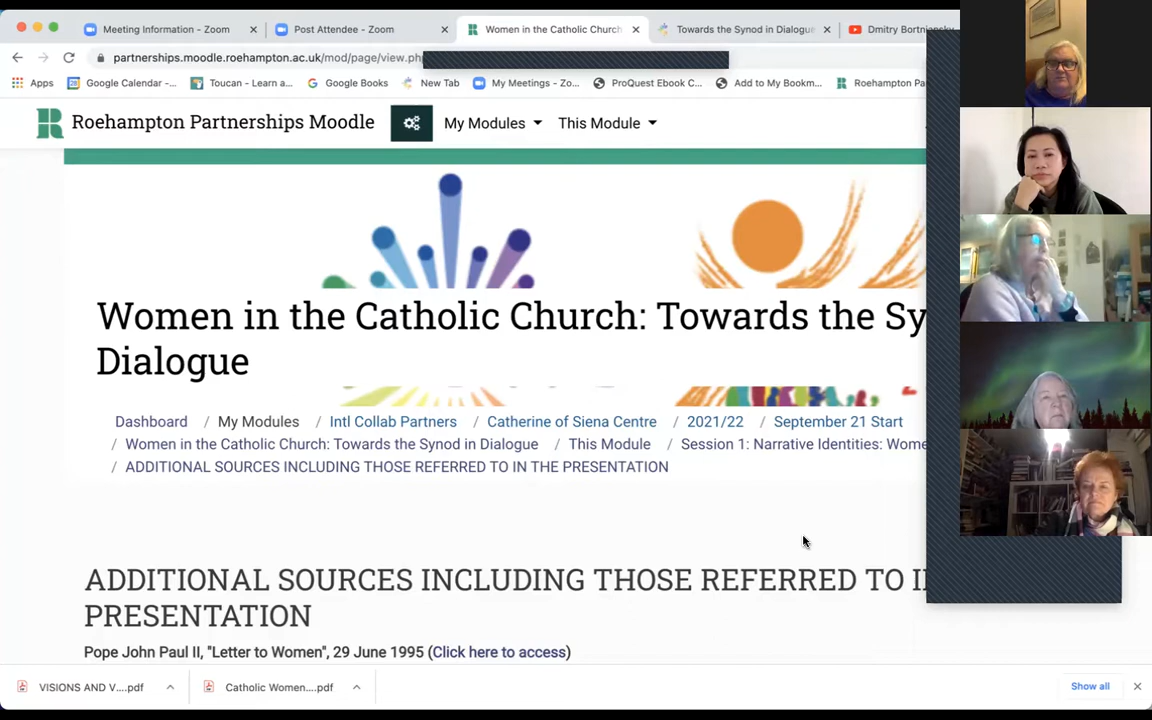 Meeting Information - Zoom
Post Attendee - Zoom
Women in the Catholic Church
Towards the Synod in Dialogue
Dmitry Bortniansky
partnerships.moodle.roehampton.ac.uk/mod/page/view.ph
Apps
Google Calendar -...
Toucan – Learn a...
Google Books
New Tab
My Meetings - Zo...
ProQuest Ebook C...
Add to My Bookm...
Roehampton Pa
Roehampton Partnerships Moodle
My Modules
This Module
Women in the Catholic Church: Towards the Sy
Dialogue
Dashboard / My Modules / Intl Collab Partners / Catherine of Siena Centre / 2021/22 / September 21 Start
/ Women in the Catholic Church: Towards the Synod in Dialogue / This Module / Session 1: Narrative Identities: Wome
/ ADDITIONAL SOURCES INCLUDING THOSE REFERRED TO IN THE PRESENTATION
ADDITIONAL SOURCES INCLUDING THOSE REFERRED TO I
PRESENTATION
Pope John Paul II, "Letter to Women", 29 June 1995 (Click here to access)
VISIONS AND V....pdf
Catholic Women....pdf
Show all